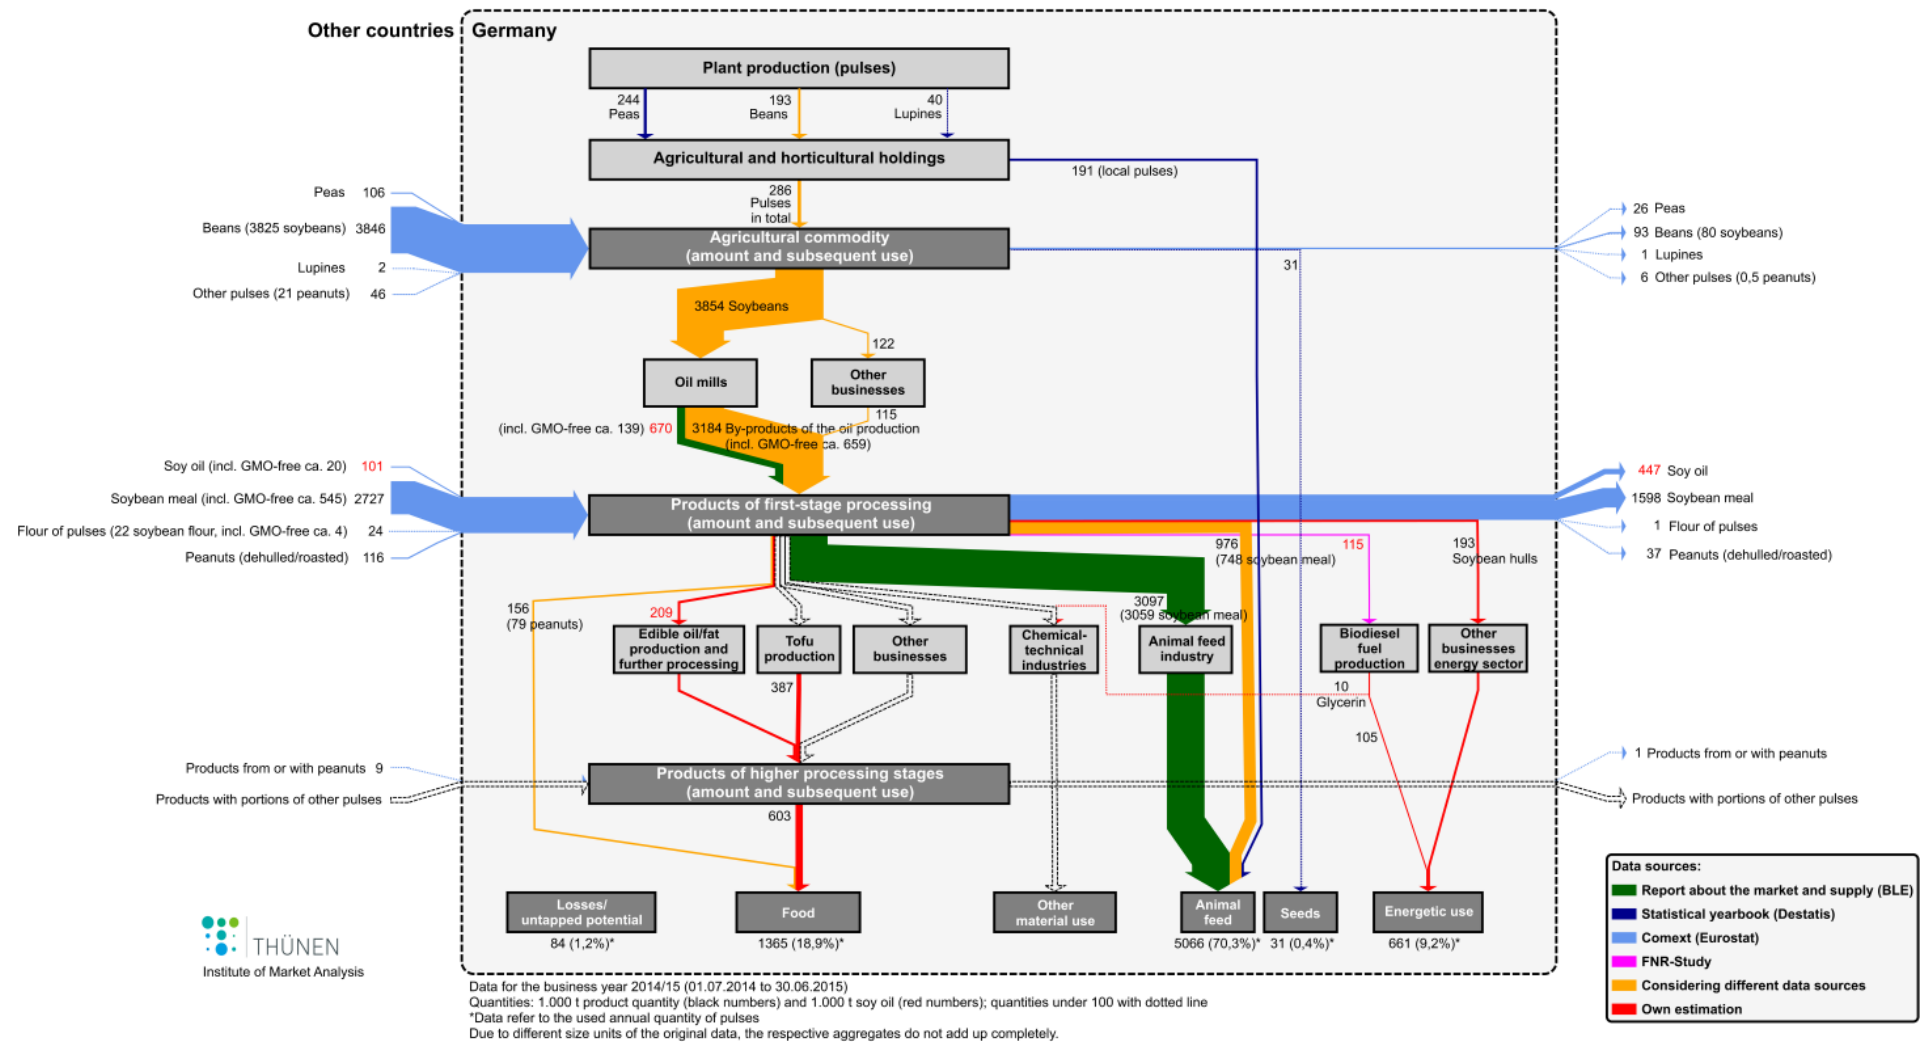 Other countries
Germany
Plant production (pulses)
244
Peas
193
Beans
40
Lupines
Agricultural and horticultural holdings
191 (local pulses)
286
Pulses
in total
Peas 106
Beans (3825 soybeans) 3846
Lupines 2
Other pulses (21 peanuts) 46
Agricultural commodity
(amount and subsequent use)
31
26 Peas
93 Beans (80 soybeans)
1 Lupines
6 Other pulses (0,5 peanuts)
3854 Soybeans
122
Oil mills
Other
businesses
115
(incl. GMO-free ca. 139) 670
3184 By-products of the oil production
(incl. GMO-free ca. 659)
Soy oil (incl. GMO-free ca. 20) 101
Soybean meal (incl. GMO-free ca. 545) 2727
Flour of pulses (22 soybean flour, incl. GMO-free ca. 4) 24
Peanuts (dehulled/roasted) 116
Products of first-stage processing
(amount and subsequent use)
447 Soy oil
1598 Soybean meal
1 Flour of pulses
37 Peanuts (dehulled/roasted)
976
(748 soybean meal)
115
193
Soybean hulls
156
(79 peanuts)
209
3097
(3059 soybean meal)
Edible oil/fat
production and
further processing
Tofu
production
Other
businesses
Chemical-
technical
industries
Animal feed
industry
Biodiesel
fuel
production
Other
businesses
energy sector
387
10
Glycerin
105
Products from or with peanuts 9
Products with portions of other pulses
Products of higher processing stages
(amount and subsequent use)
1 Products from or with peanuts
Products with portions of other pulses
603
Losses/
untapped potential
84 (1,2%)*
Food
1365 (18,9%)*
Other
material use
Animal
feed
5066 (70,3%)*
Seeds
31 (0,4%)*
Energetic use
661 (9,2%)*
Data sources:
Report about the market and supply (BLE)
Statistical yearbook (Destatis)
Comext (Eurostat)
FNR-Study
Considering different data sources
Own estimation
THÜNEN
Institute of Market Analysis
Data for the business year 2014/15 (01.07.2014 to 30.06.2015)
Quantities: 1.000 t product quantity (black numbers) and 1.000 t soy oil (red numbers); quantities under 100 with dotted line
*Data refer to the used annual quantity of pulses
Due to different size units of the original data, the respective aggregates do not add up completely.